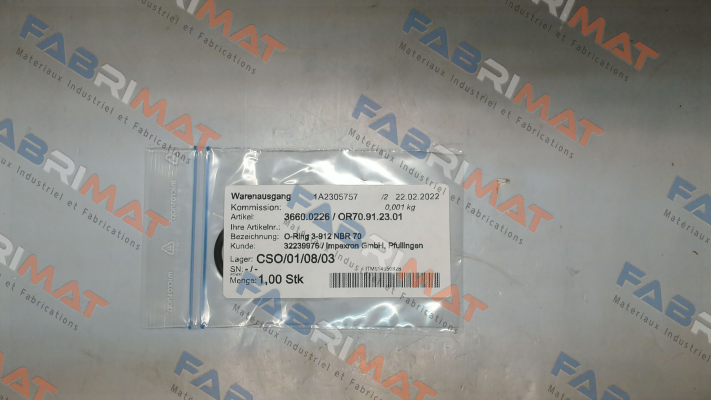 FABRIMAT
Materiaux Industriel et Fabrications
Warenausgang 1A2305757 /2 22.02.2022
Kommission: 0,001 kg
Artikel: 3660.0226 / OR70.91.23.01
Ihre Artikelnr.:
Bezeichnung: O-Ring 3-912 NBR 70
Kunde: 32239976 / Impexron GmbH, Pfullingen
Lager: CSO/01/08/03
SN: - / -
Menge: 1,00 Stk